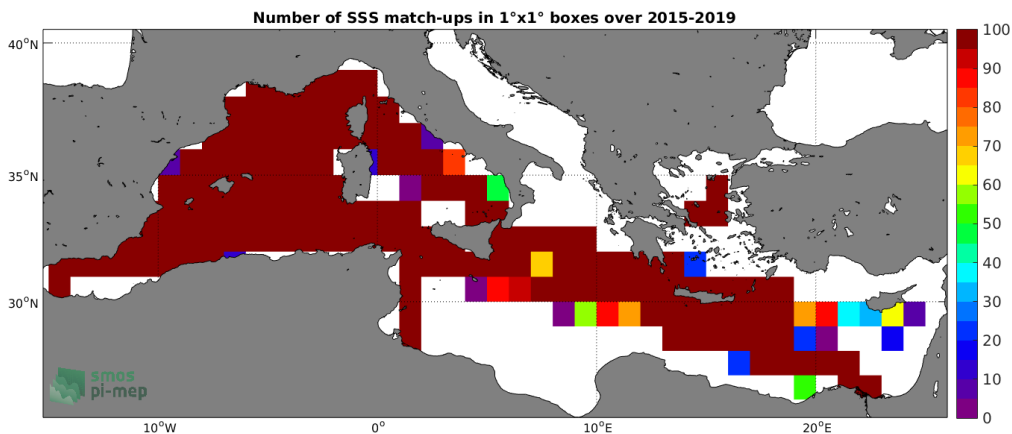 Number of SSS match-ups in 1°x1° boxes over 2015-2019
40°N
35°N
30°N
10°W
0°
10°E
20°E
100
90
80
70
60
50
40
30
20
10
0
smos
pi-mep